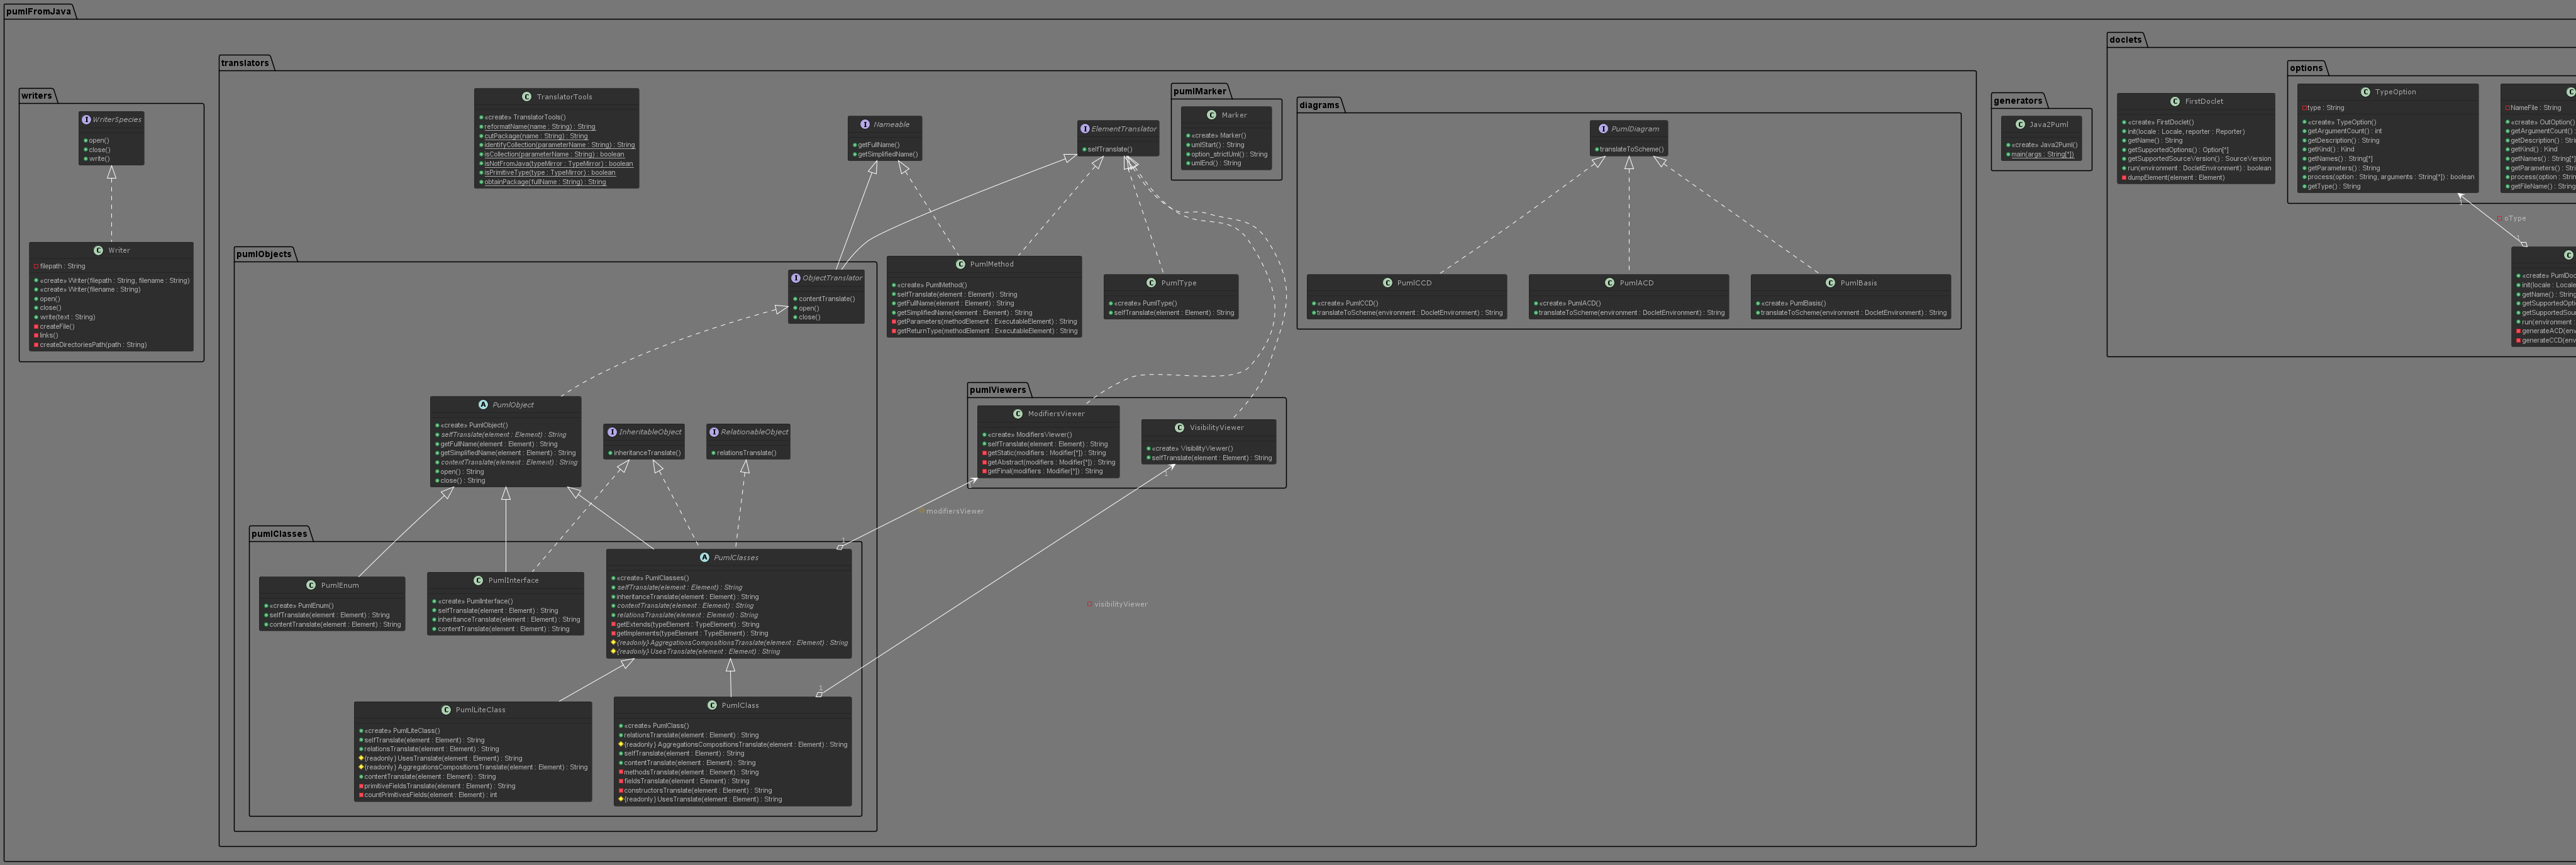 pumlFromJava
writers
WriterSpecies
open()
close()
write()
Writer
filepath : String
«create» Writer(filepath : String, filename : String)
«create» Writer(filename : String)
open()
close()
write(text : String)
createFile()
links()
createDirectoriesPath(path : String)
translators
TranslatorTools
«create» TranslatorTools()
reformatName(name : String) : String
cutPackage(name : String) : String
identifyCollection(parameterName : String) : String
isCollection(parameterName : String) : boolean
isNotFromJava(typeMirror : TypeMirror) : boolean
isPrimitiveType(type : TypeMirror) : boolean
obtainPackage(fullName : String) : String
Nameable
getFullName()
getSimplifiedName()
ElementTranslator
selfTranslate()
pumlMarker
Marker
«create» Marker()
umlStart() : String
option_strictUml() : String
umlEnd() : String
diagrams
PumlDiagram
translateToScheme()
PumlCCD
«create» PumlCCD()
translateToScheme(environment : DocletEnvironment) : String
PumlACD
«create» PumlACD()
translateToScheme(environment : DocletEnvironment) : String
PumlBasis
«create» PumlBasis()
translateToScheme(environment : DocletEnvironment) : String
PumlMethod
«create» PumlMethod()
selfTranslate(element : Element) : String
getFullName(element : Element) : String
getSimplifiedName(element : Element) : String
getParameters(methodElement : ExecutableElement) : String
getReturnType(methodElement : ExecutableElement) : String
PumlType
«create» PumlType()
selfTranslate(element : Element) : String
pumlObjects
ObjectTranslator
contentTranslate()
open()
close()
PumlObject
«create» PumlObject()
selfTranslate(element : Element) : String
getFullName(element : Element) : String
getSimplifiedName(element : Element) : String
contentTranslate(element : Element) : String
open() : String
close() : String
InheritableObject
inheritanceTranslate()
RelationableObject
relationsTranslate()
pumlViewers
ModifiersViewer
«create» ModifiersViewer()
selfTranslate(element : Element) : String
getStatic(modifiers : Modifier[*]) : String
getAbstract(modifiers : Modifier[*]) : String
getFinal(modifiers : Modifier[*]) : String
VisibilityViewer
«create» VisibilityViewer()
selfTranslate(element : Element) : String
1
modifiersViewer
1
visibilityViewer
1
pumlClasses
PumlEnum
«create» PumlEnum()
selfTranslate(element : Element) : String
contentTranslate(element : Element) : String
PumlInterface
«create» PumlInterface()
selfTranslate(element : Element) : String
inheritanceTranslate(element : Element) : String
contentTranslate(element : Element) : String
PumlClasses
«create» PumlClasses()
selfTranslate(element : Element) : String
inheritanceTranslate(element : Element) : String
contentTranslate(element : Element) : String
relationsTranslate(element : Element) : String
getExtends(typeElement : TypeElement) : String
getImplements(typeElement : TypeElement) : String
{readonly} AggregationsCompositionsTranslate(element : Element) : String
{readonly} UsesTranslate(element : Element) : String
PumlLiteClass
«create» PumlLiteClass()
selfTranslate(element : Element) : String
relationsTranslate(element : Element) : String
{readonly} UsesTranslate(element : Element) : String
{readonly} AggregationsCompositionsTranslate(element : Element) : String
contentTranslate(element : Element) : String
primitiveFieldsTranslate(element : Element) : String
countPrimitivesFields(element : Element) : int
PumlClass
«create» PumlClass()
relationsTranslate(element : Element) : String
{readonly} AggregationsCompositionsTranslate(element : Element) : String
selfTranslate(element : Element) : String
contentTranslate(element : Element) : String
methodsTranslate(element : Element) : String
fieldsTranslate(element : Element) : String
constructorsTranslate(element : Element) : String
{readonly} UsesTranslate(element : Element) : String
generators
Java2Puml
«create» Java2Puml()
main(args : String[*])
doclets
FirstDoclet
«create» FirstDoclet()
init(locale : Locale, reporter : Reporter)
getName() : String
getSupportedOptions() : Option[*]
getSupportedSourceVersion() : SourceVersion
run(environment : DocletEnvironment) : boolean
dumpElement(element : Element)
options
TypeOption
type : String
«create» TypeOption()
getArgumentCount() : int
getDescription() : String
getKind() : Kind
getNames() : String[*]
getParameters() : String
process(option : String, arguments : String[*]) : boolean
getType() : String
NameFile : String
«create» OutOption()
getArgumentCount() :
getDescription() : Strin
getKind() : Kind
getNames() : String[*
getParameters() : Strin
process(option : Strin
getFileName() : String
1
oType
«create» PumlDoc
init(locale : Locale
getName() : String
getSupportedOpti
getSupportedSou
run(environment :
generateACD(env
generateCCD(env